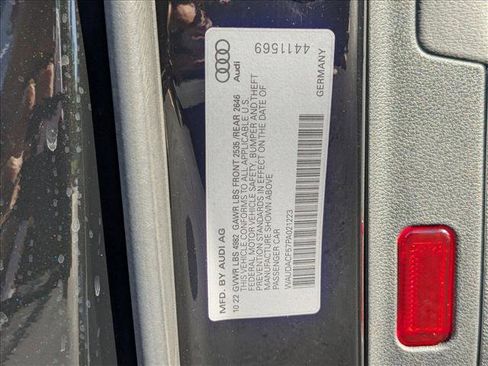 4411569
Audi
GERMANY
MFD. BY AUDI AG
10.22 GVWR LBS 4982 GAWR LBS FRONT 2535 /REAR 2646
THIS VEHICLE CONFORMS TO ALL APPLICABLE U.S.
FEDERAL MOTOR VEHICLE SAFETY, BUMPER AND THEFT
PREVENTION STANDARDS IN EFFECT ON THE DATE OF
MANUFACTURE SHOWN ABOVE
PASSENGER CAR
WAUDACF57PA021223